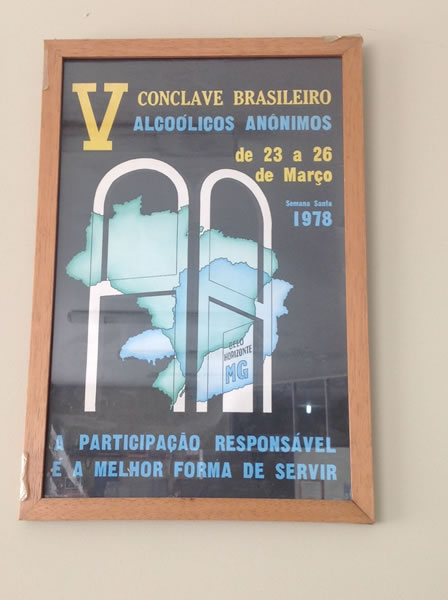 V CONCLAVE BRASILEIRO
ALCOÓLICOS ANÔNIMOS
de 23 a 26
de Março
Semana Santa
1978
AA
BELO
HORIZONTE
MG
A PARTICIPAÇÃO RESPONSÁVEL
E A MELHOR FORMA DE SERVIR